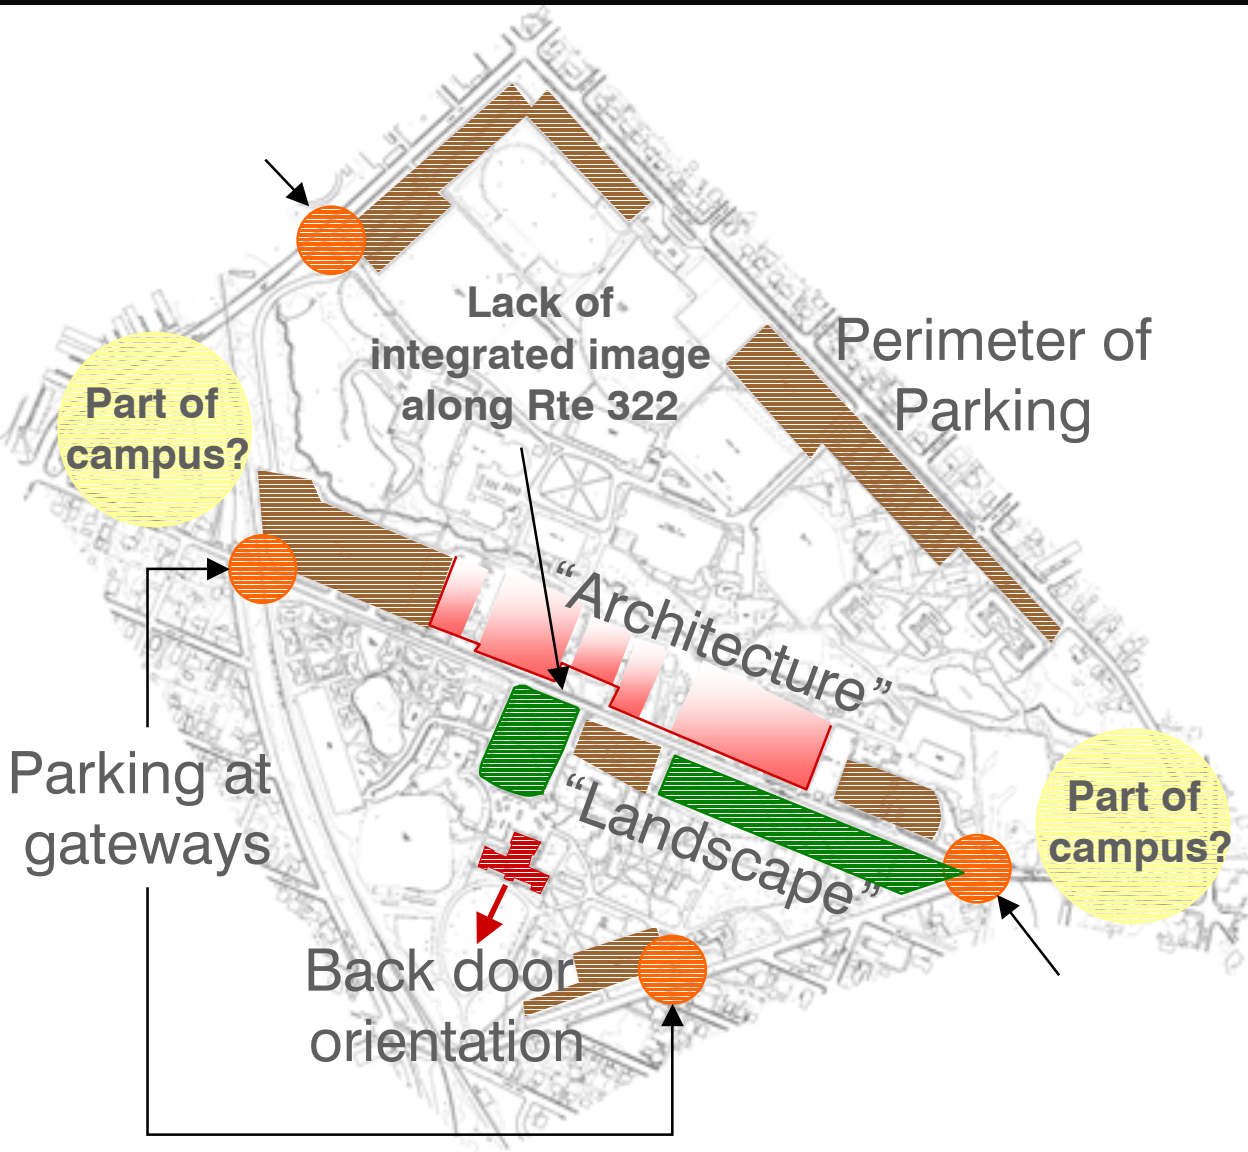 Lack of
integrated image
along Rte 322
Perimeter of
Parking
Part of
campus?
“Architecture”
Parking at
gateways
“Landscape”
Part of
campus?
Back door
orientation